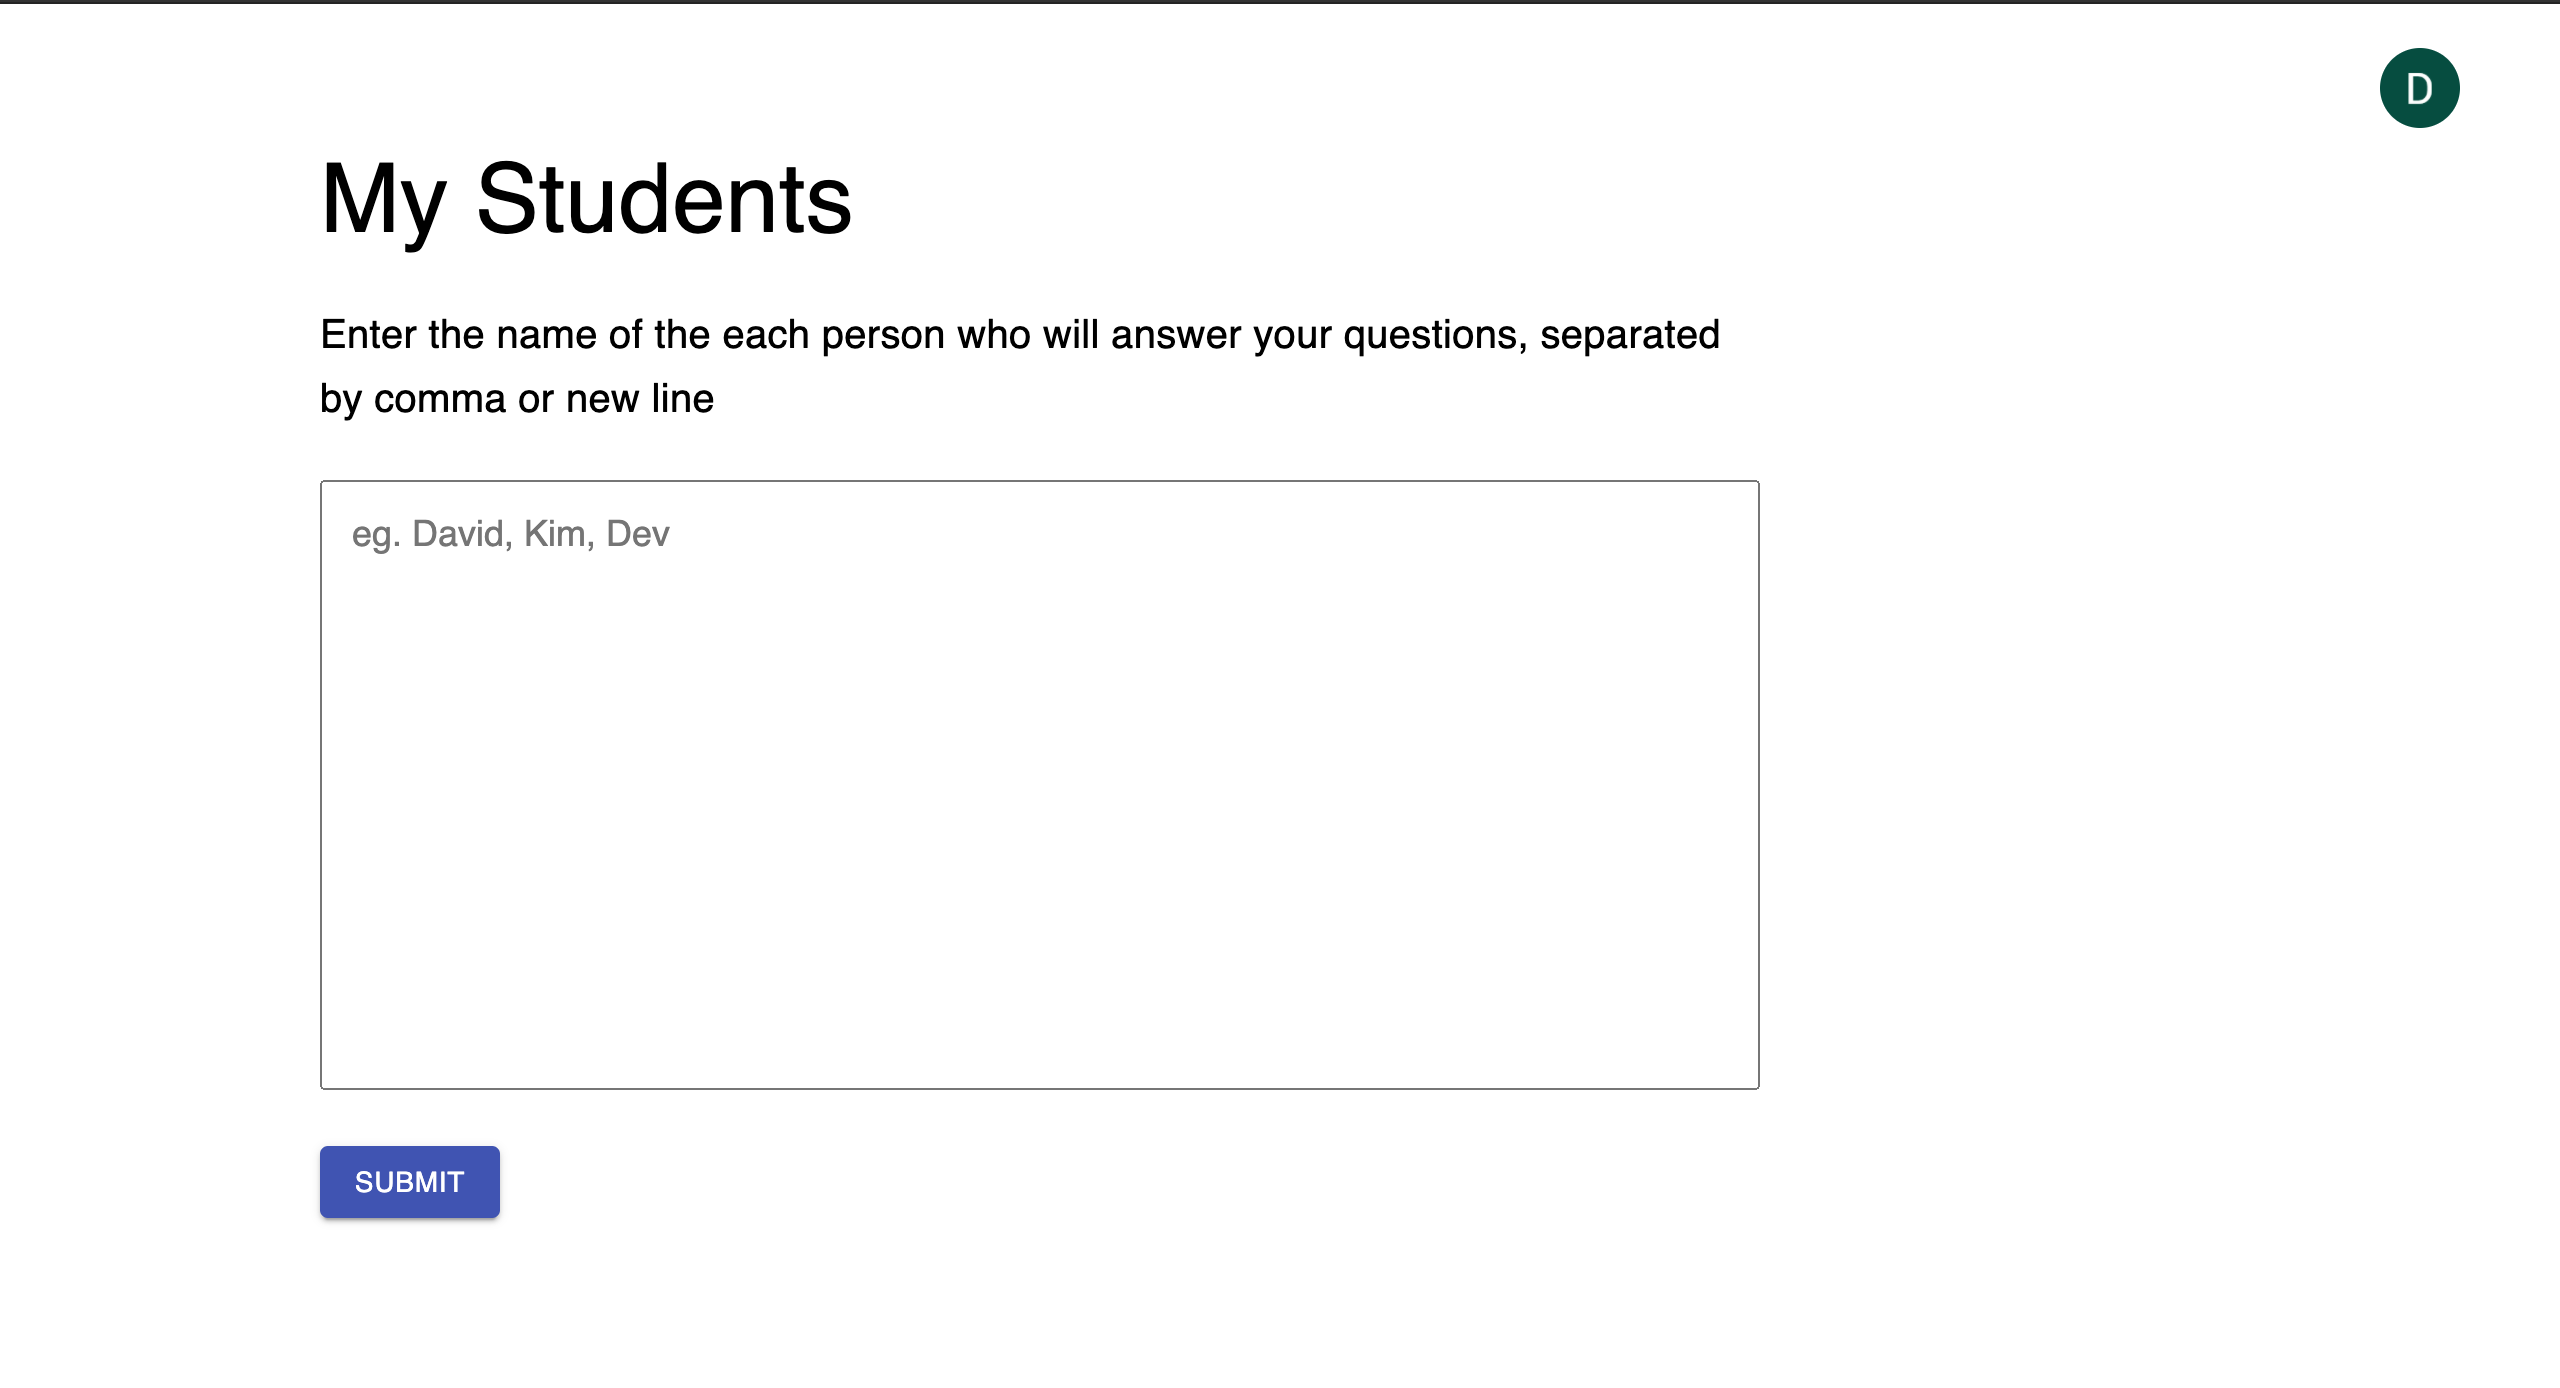 D
My Students
Enter the name of the each person who will answer your questions, separated
by comma or new line
eg. David, Kim, Dev
SUBMIT